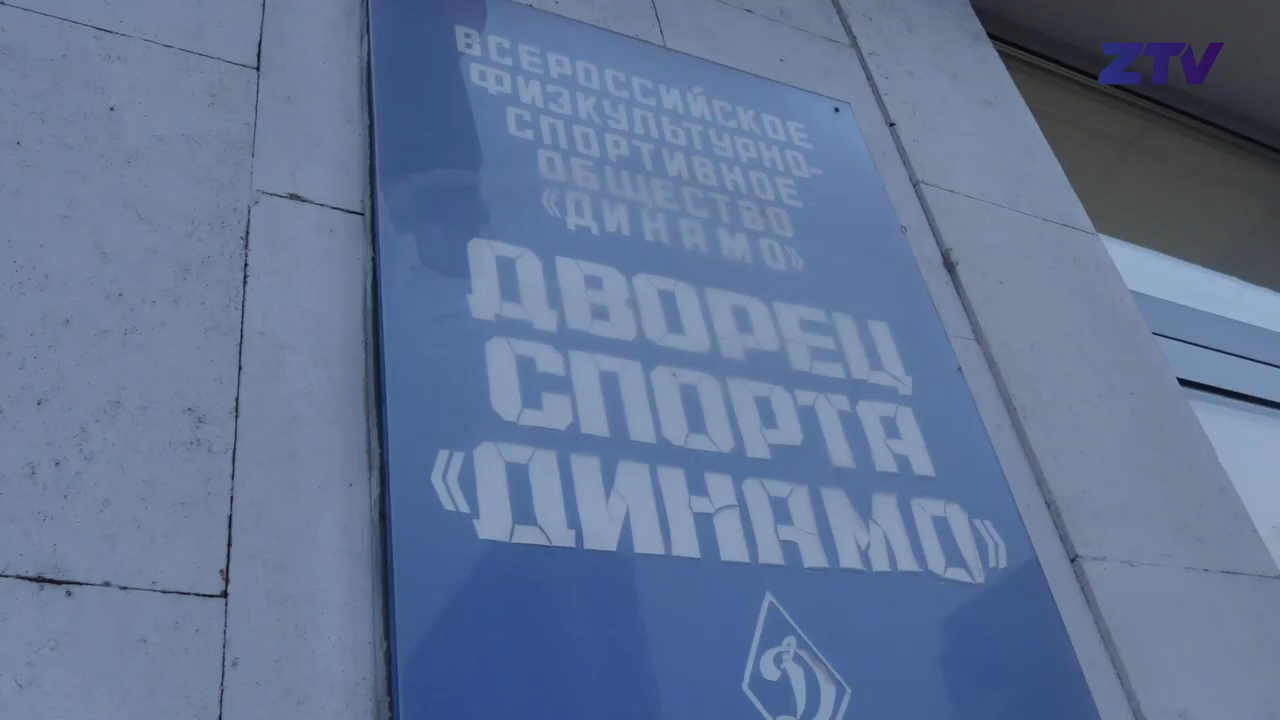 ZTV
ВСЕРОССИЙСКОЕ
ФИЗКУЛЬТУРНО-
СПОРТИВНОЕ
ОБЩЕСТВО
«ДИНАМО»
ДВОРЕЦ
СПОРТА
«ДИНАМО»
Д